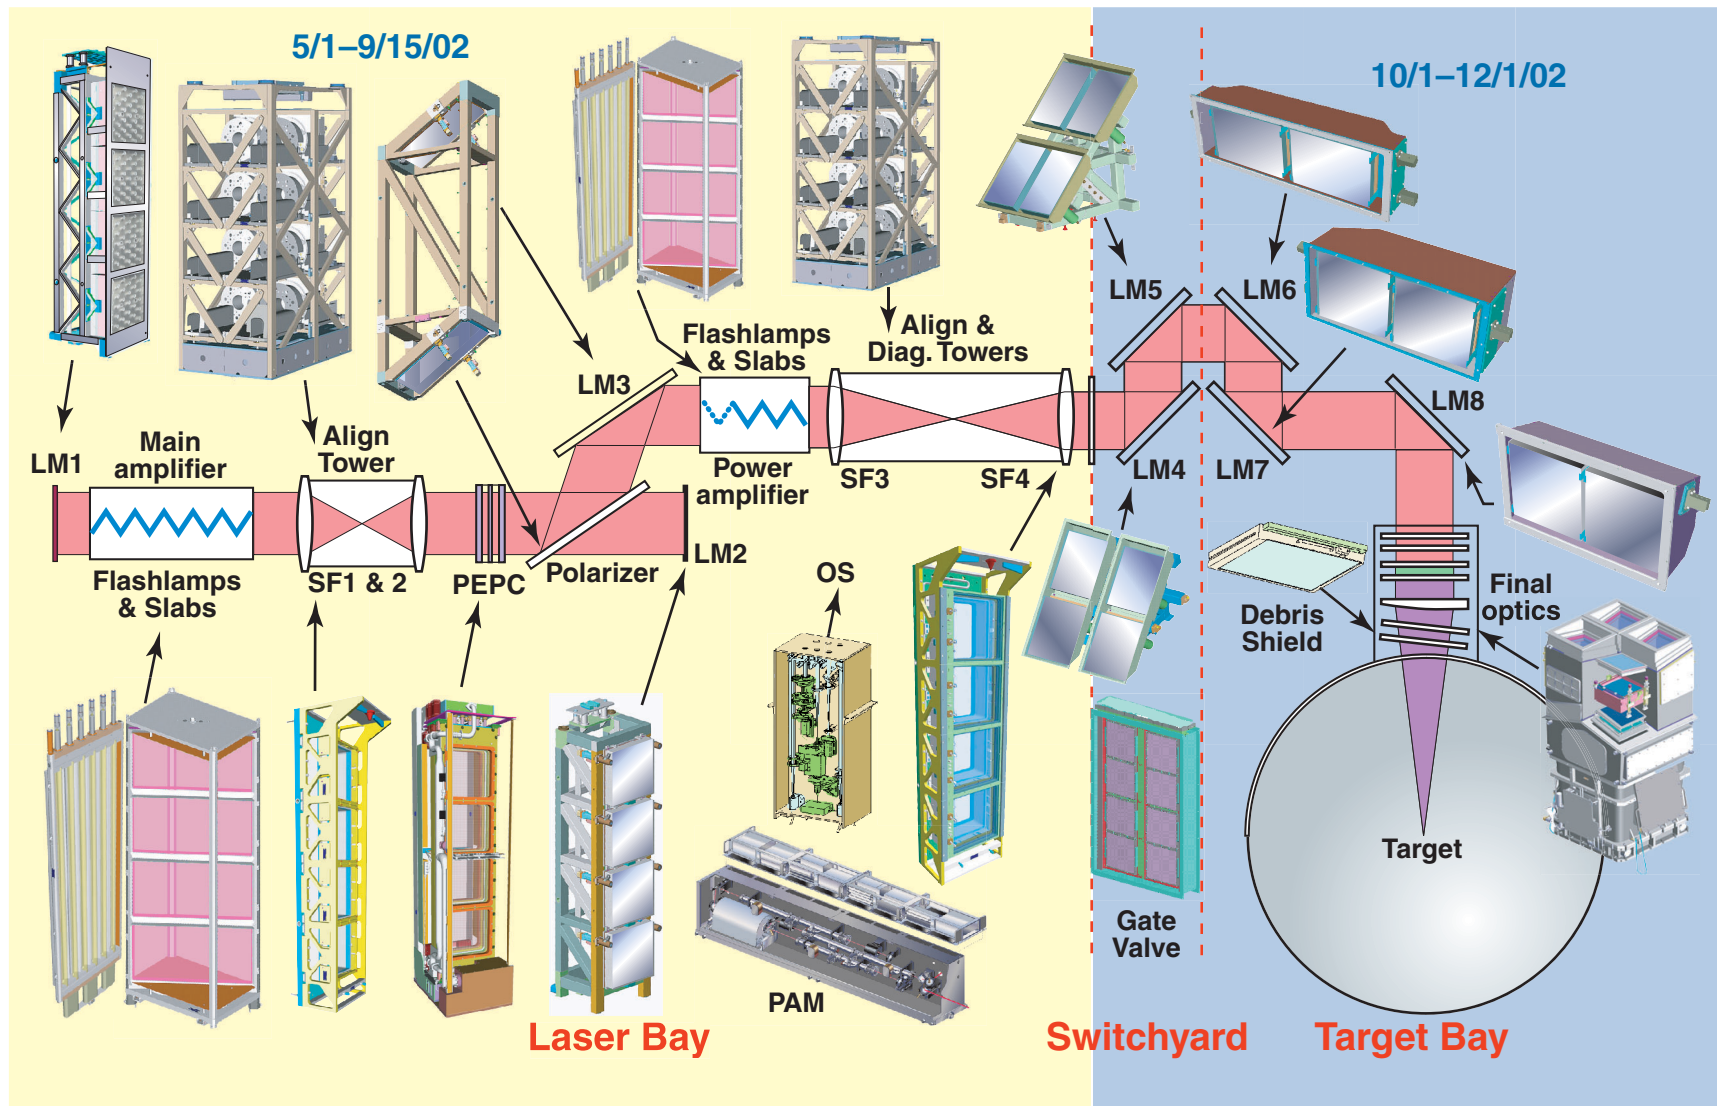 5/1–9/15/02
10/1–12/1/02
LM5
LM6
Flashlamps
& Slabs
Align &
Diag. Towers
LM3
LM8
Main
amplifier
Align
Tower
LM1
Power
amplifier
SF3
SF4
LM4
LM7
LM2
Flashlamps
& Slabs
SF1 & 2
PEPC
Polarizer
OS
Debris
Shield
Final
optics
Target
Gate
Valve
PAM
Laser Bay
Switchyard
Target Bay